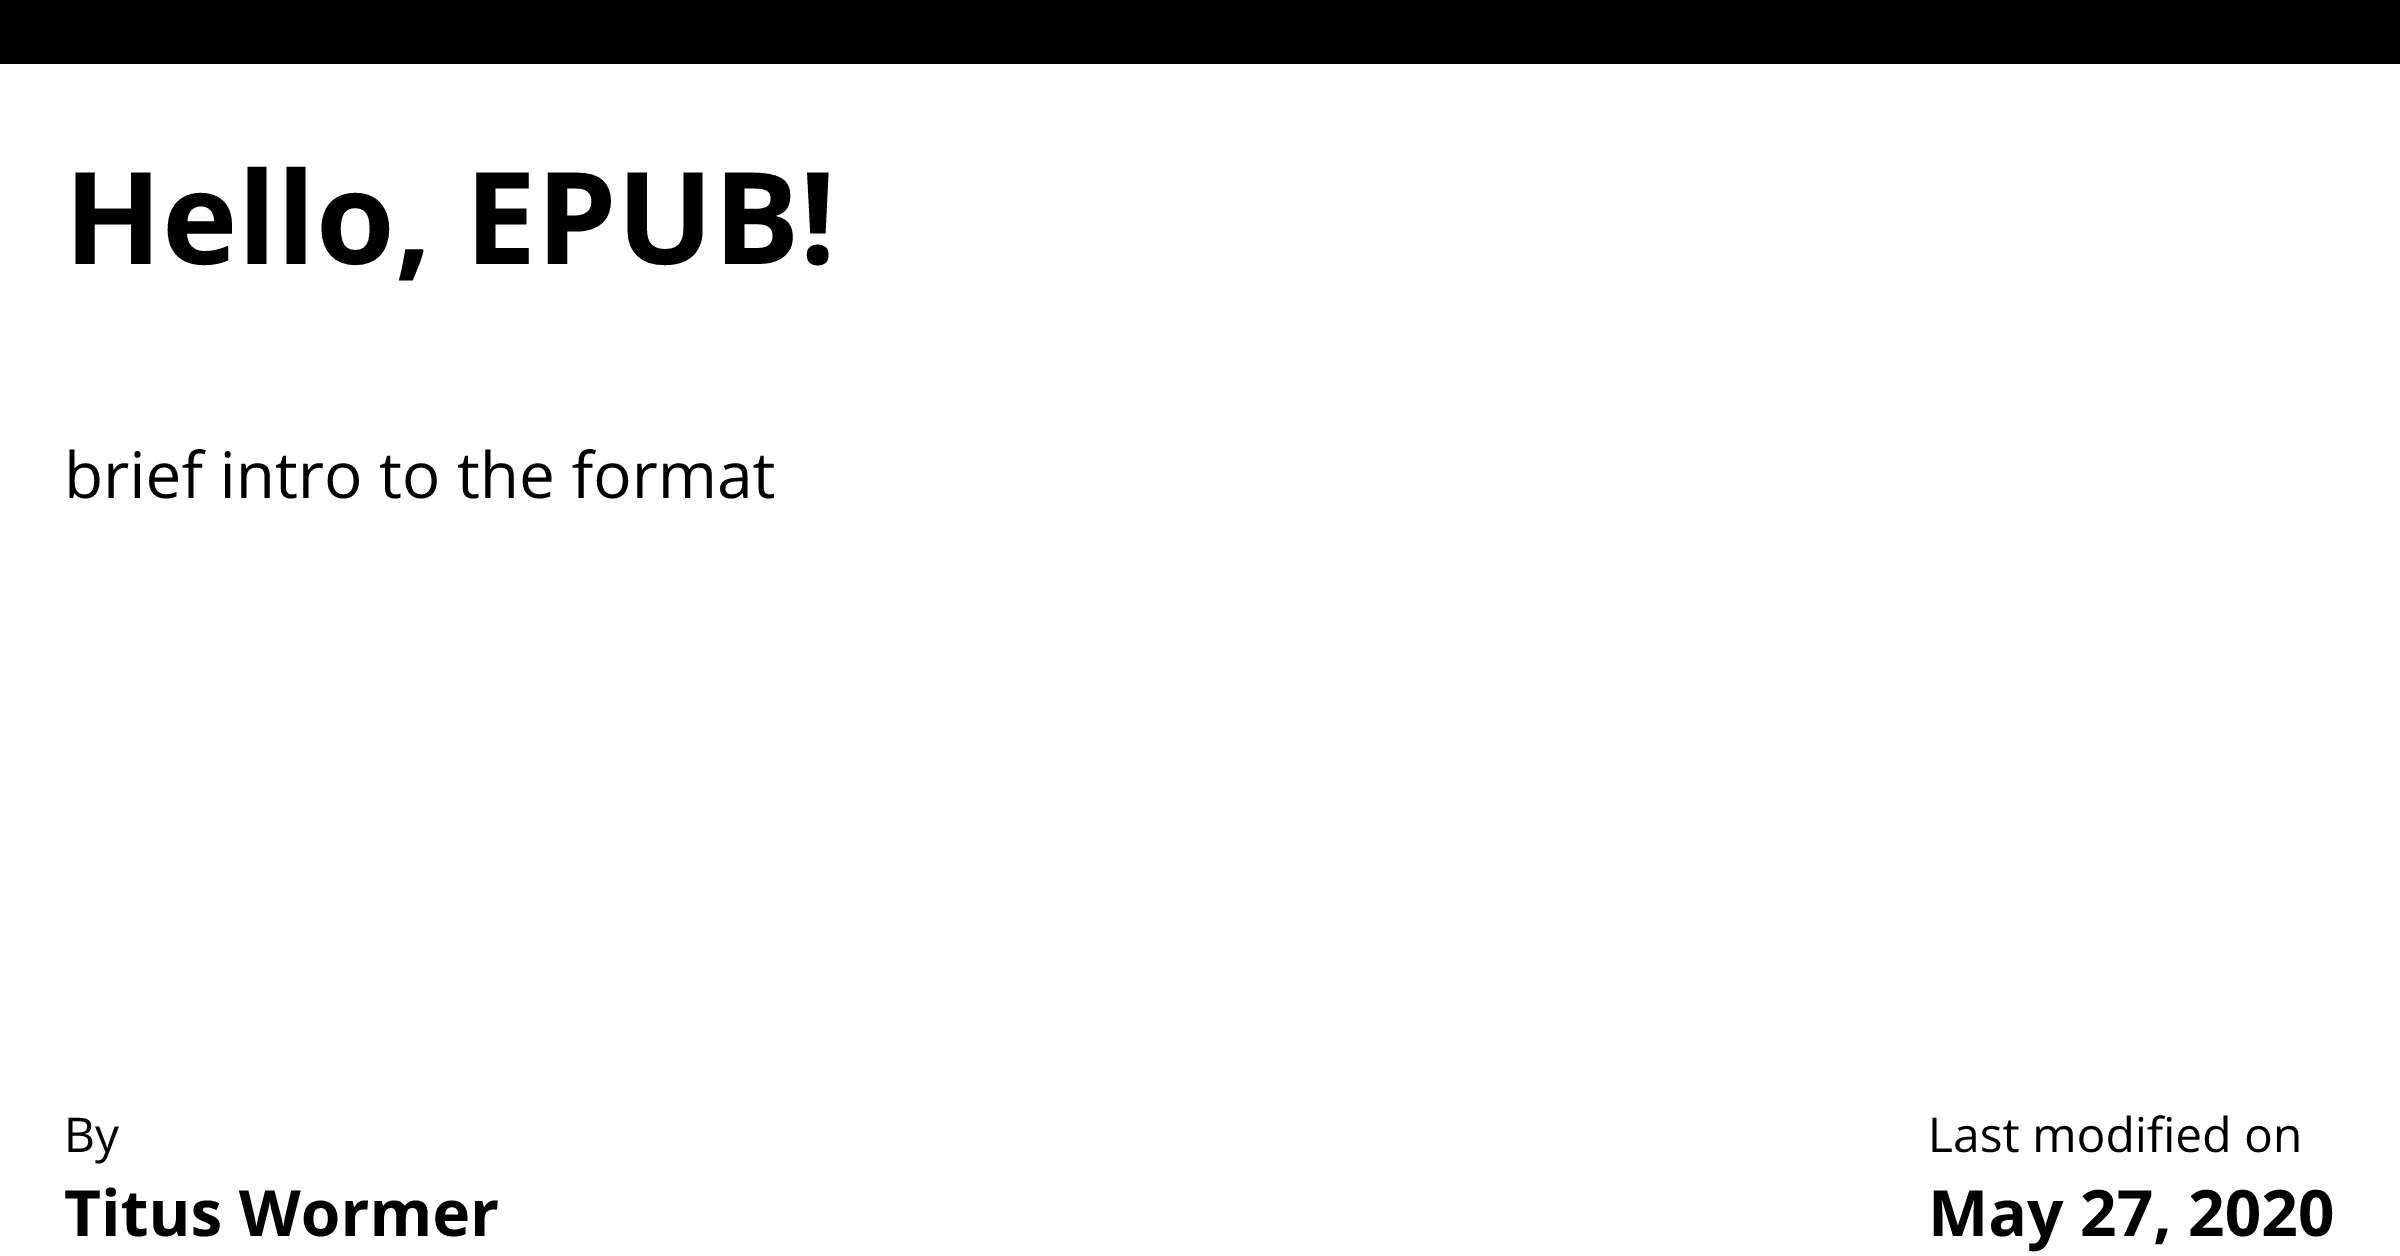 Hello, EPUB!
brief intro to the format
By
Titus Wormer
Last modified on
May 27, 2020